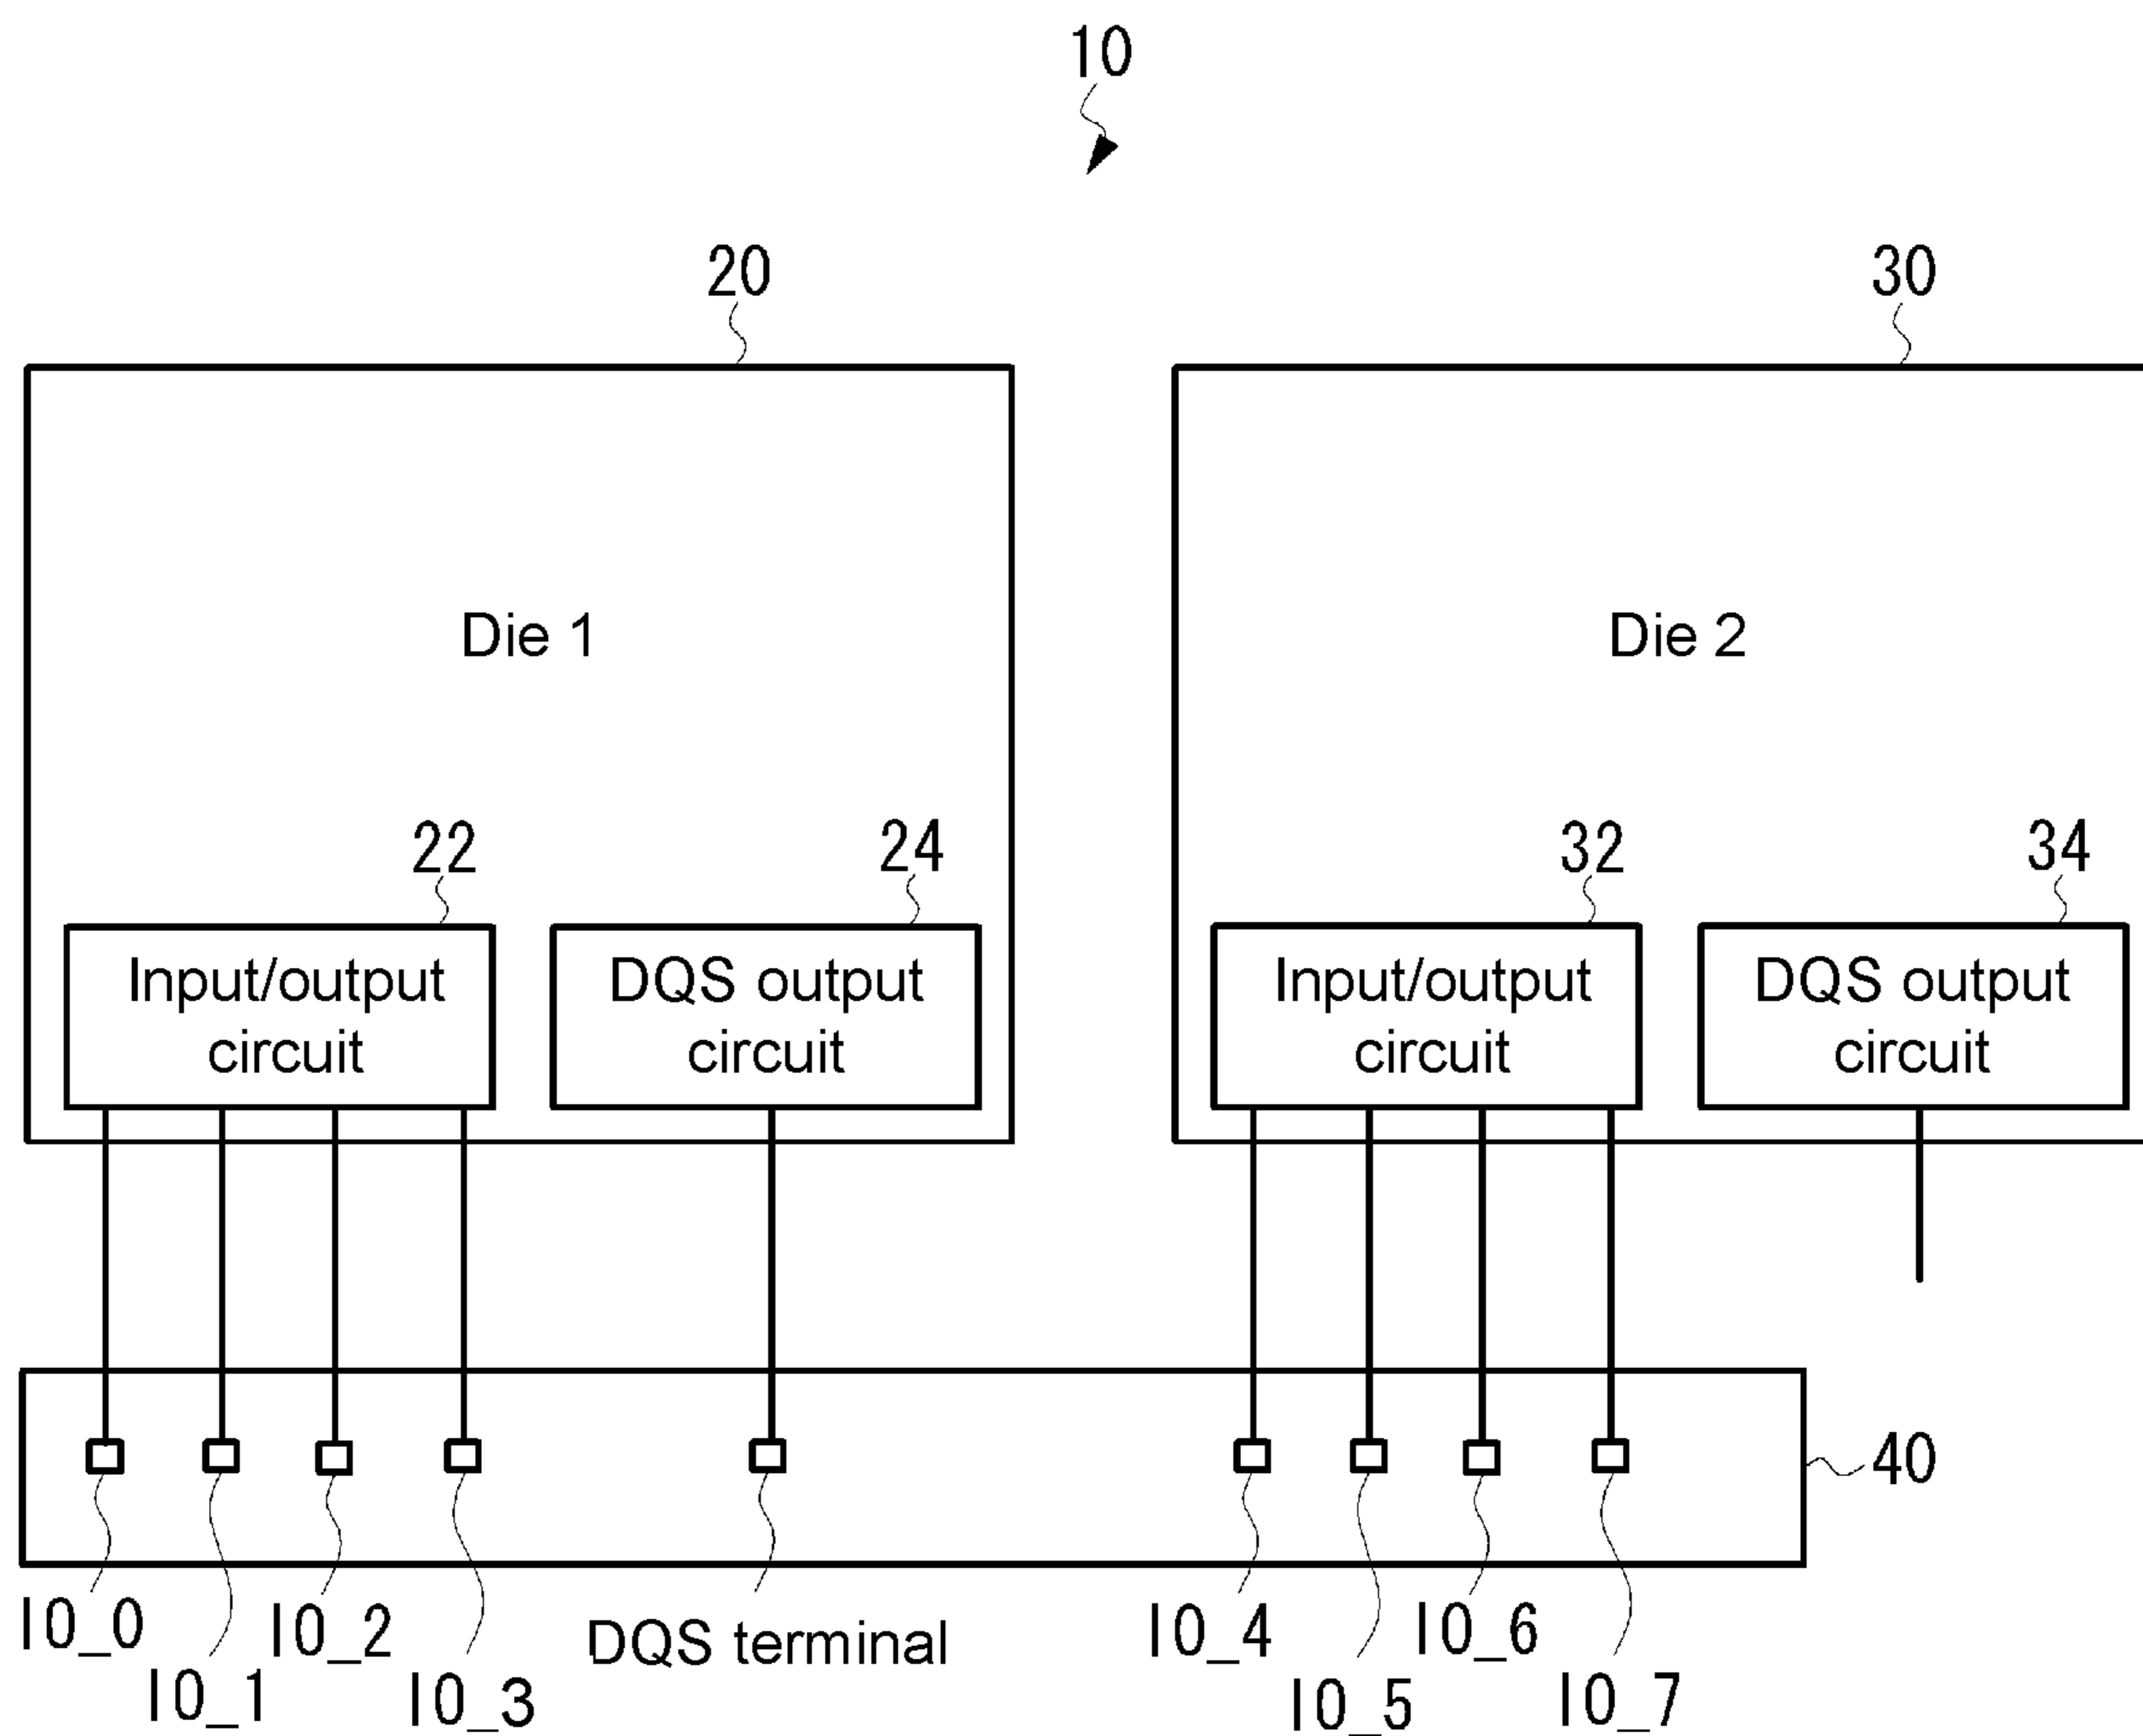 10
20
30
Die 1
Die 2
22
24
32
34
Input/output
circuit
DQS output
circuit
Input/output
circuit
DQS output
circuit
40
IO_0
IO_1
IO_2
IO_3
DQS terminal
IO_4
IO_5
IO_6
IO_7